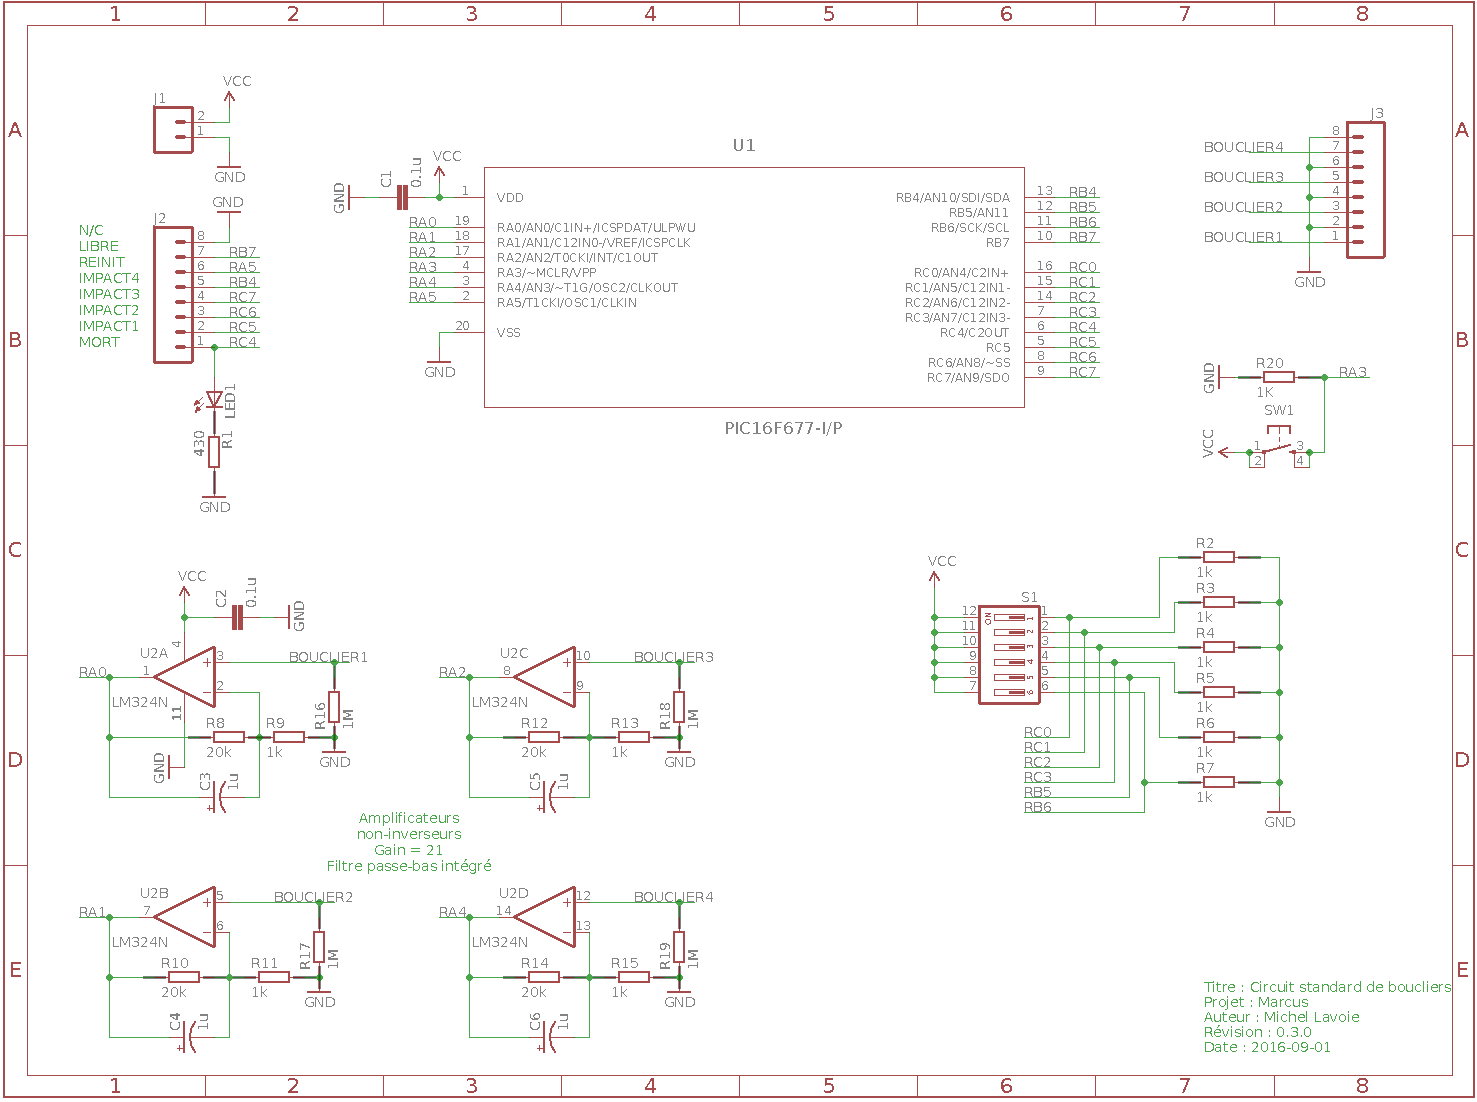 1 2 3 4 5 6 7 8
A A
B B
C C
D D
E E
J1
VCC
2
1
GND
J2
GND
N/C 8
LIBRE 7 RB7
REINIT 6 RA5
IMPACT4 5 RB4
IMPACT3 4 RC7
IMPACT2 3 RC6
IMPACT1 2 RC5
MORT 1 RC4
LED1
430
R1
GND
U1
GND
C1
0.1u
VCC
1 VDD
RA0 19 RA0/AN0/C1IN+/ICSPDAT/ULPWU
RA1 18 RA1/AN1/C12IN0-/VREF/ICSPCLK
RA2 17 RA2/AN2/T0CKI/INT/C1OUT
RA3 4 RA3/~MCLR/VPP
RA4 3 RA4/AN3/~T1G/OSC2/CLKOUT
RA5 2 RA5/T1CKI/OSC1/CLKIN
20 VSS
GND
RB4/AN10/SDI/SDA 13 RB4
RB5/AN11 12 RB5
RB6/SCK/SCL 11 RB6
RB7 10 RB7
RC0/AN4/C2IN+ 16 RC0
RC1/AN5/C12IN1- 15 RC1
RC2/AN6/C12IN2- 14 RC2
RC3/AN7/C12IN3- 7 RC3
RC4/C2OUT 6 RC4
RC5 5 RC5
RC6/AN8/~SS 8 RC6
RC7/AN9/SDO 9 RC7
PIC16F677-I/P
J3
8
BOUCLIER4 7
6
BOUCLIER3 5
4
BOUCLIER2 3
2
BOUCLIER1 1
GND
GND
R20
1K
RA3
SW1
VCC
1 3
2 4
VCC
C2
0.1u
GND
4
U2A
3
BOUCLIER1
RA0 1
+
−
2
LM324N
11
R8
20k
R9
1k
R16
1M
GND
GND
C3
1u
+
U2C
10
BOUCLIER3
RA2 8
+
−
9
LM324N
R12
20k
R13
1k
R18
1M
GND
C5
1u
+
Amplificateurs
non-inverseurs
Gain = 21
Filtre passe-bas intégré
U2B
5
BOUCLIER2
RA1 7
+
−
6
LM324N
R10
20k
R11
1k
R17
1M
GND
C4
1u
+
U2D
12
BOUCLIER4
RA4 14
+
−
13
LM324N
R14
20k
R15
1k
R19
1M
GND
C6
1u
+
VCC
S1
ON
12 1 1
11 2 2
10 3 3
9 4 4
8 5 5
7 6 6
RC0
RC1
RC2
RC3
RB5
RB6
R2
1k
R3
1k
R4
1k
R5
1k
R6
1k
R7
1k
GND
Titre : Circuit standard de boucliers
Projet : Marcus
Auteur : Michel Lavoie
Révision : 0.3.0
Date : 2016-09-01
1 2 3 4 5 6 7 8